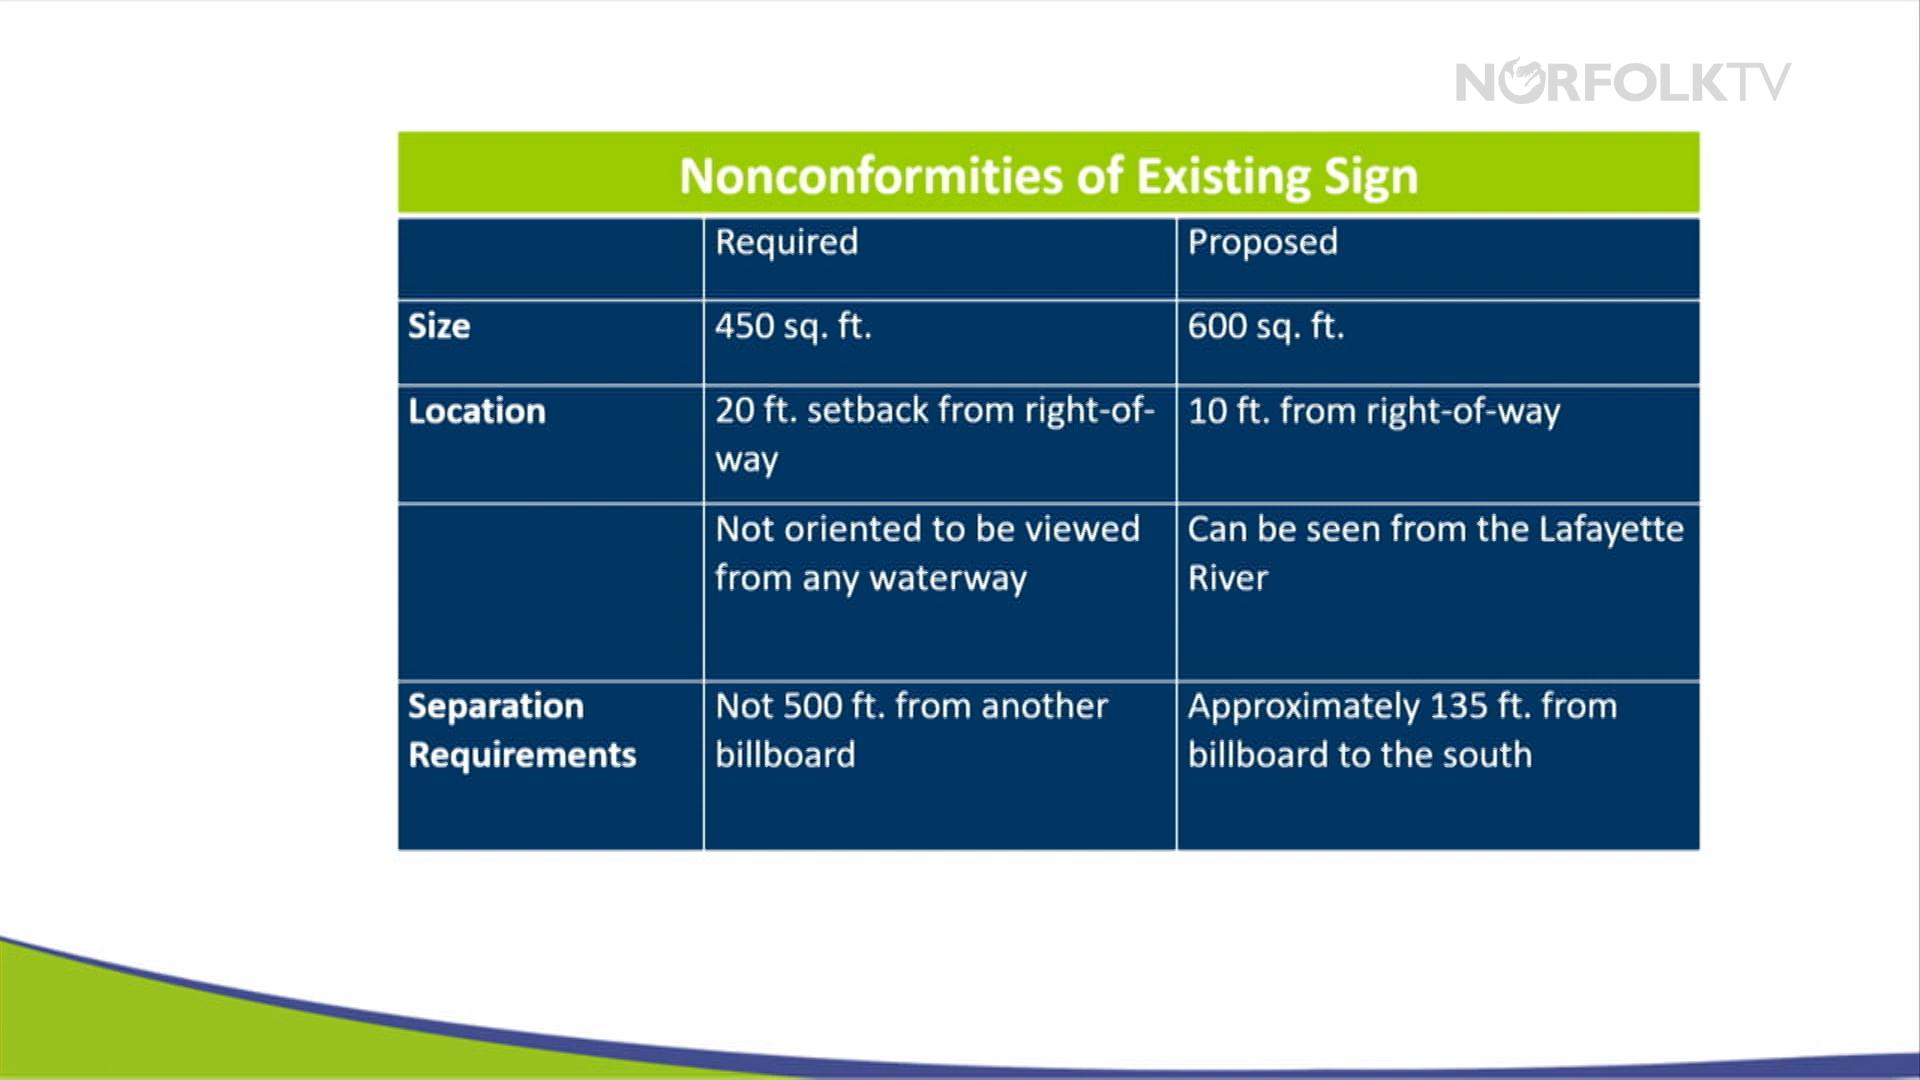 NORFOLKTV
Nonconformities of Existing Sign
Required
Proposed
Size
450 sq. ft.
600 sq. ft.
Location
20 ft. setback from right-of-
way
10 ft. from right-of-way
Not oriented to be viewed
from any waterway
Can be seen from the Lafayette
River
Separation
Requirements
Not 500 ft. from another
billboard
Approximately 135 ft. from
billboard to the south